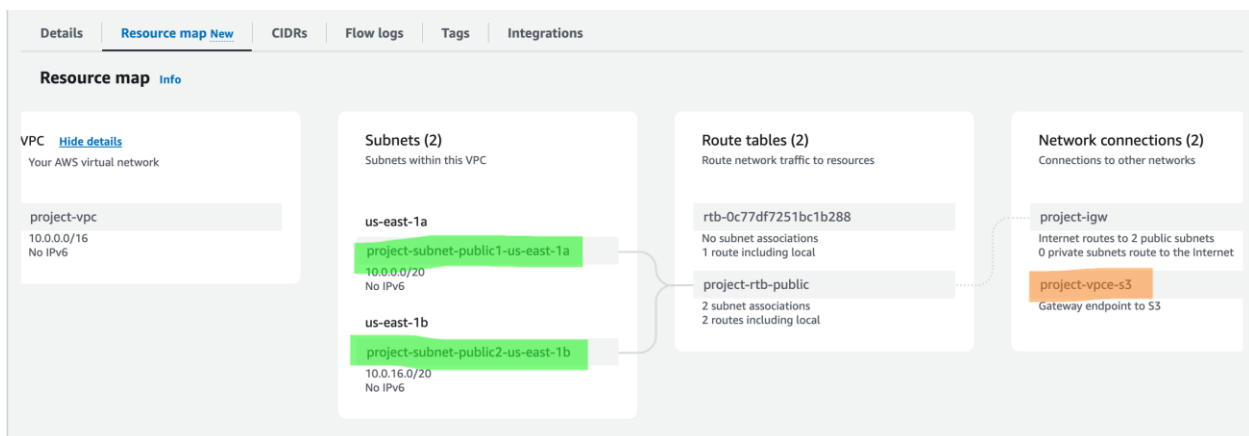 Details
Resource map New
CIDRs
Flow logs
Tags
Integrations
Resource map Info
VPC Hide details
Your AWS virtual network
project-vpc
10.0.0.0/16
No IPv6
Subnets (2)
Subnets within this VPC
us-east-1a
project-subnet-public1-us-east-1a
10.0.0.0/20
No IPv6
us-east-1b
project-subnet-public2-us-east-1b
10.0.16.0/20
No IPv6
Route tables (2)
Route network traffic to resources
rtb-0c77df7251bc1b288
No subnet associations
1 route including local
project-rtb-public
2 subnet associations
2 routes including local
Network connections (2)
Connections to other networks
project-igw
Internet routes to 2 public subnets
0 private subnets route to the Internet
project-vpce-s3
Gateway endpoint to S3